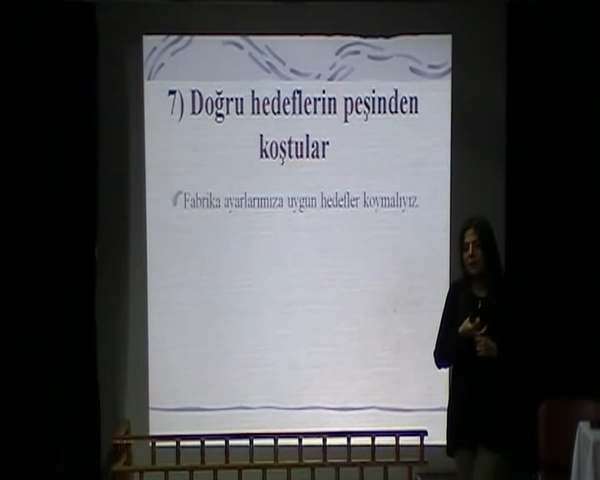 7) Doğru hedeflerin peşinden
koştular
Fabrika ayarlarımıza uygun hedefler koymalıyız.